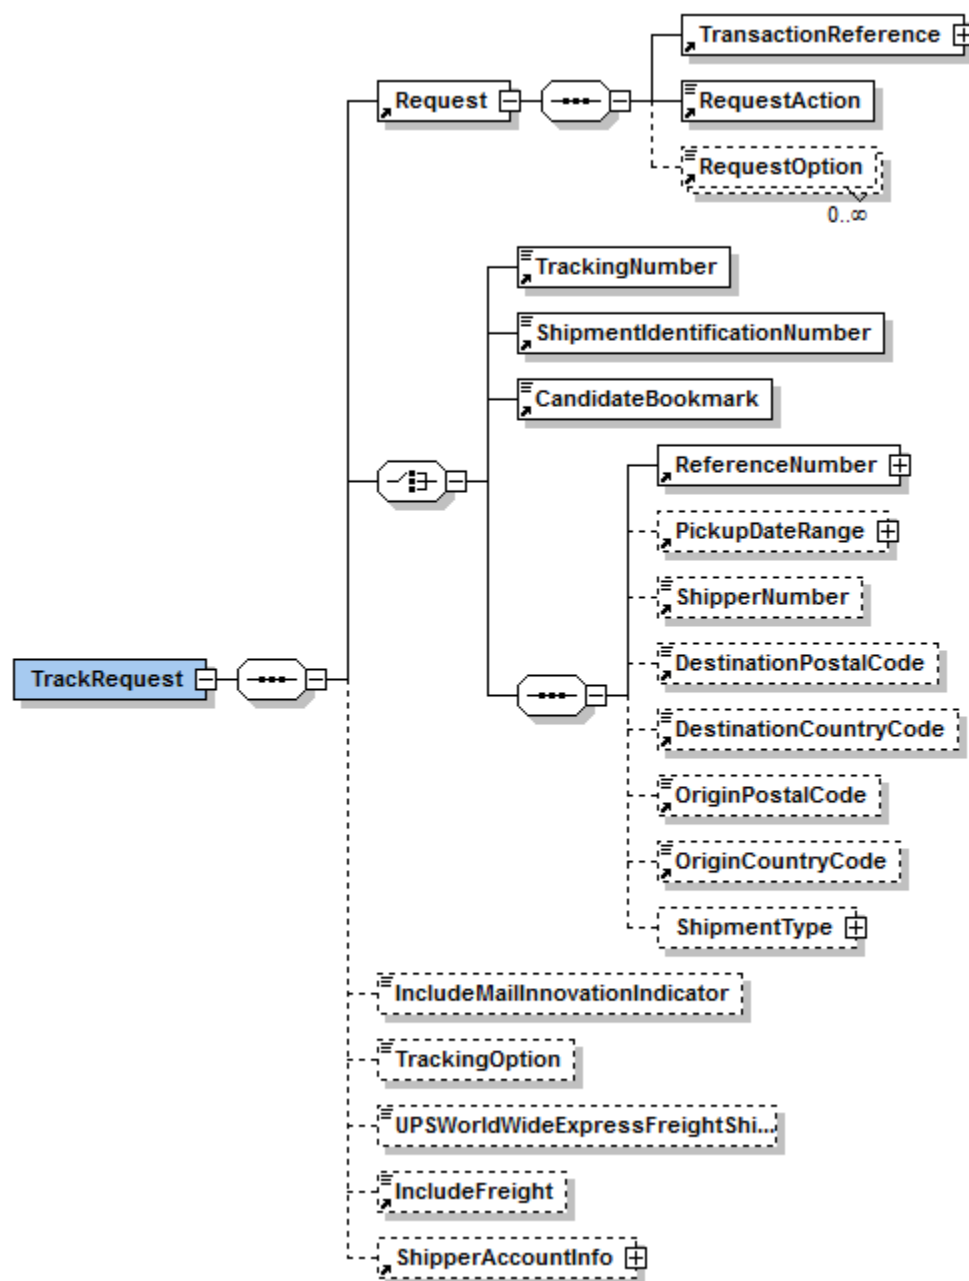 TransactionReference
Request
RequestAction
RequestOption
0..∞
TrackingNumber
ShipmentIdentificationNumber
CandidateBookmark
ReferenceNumber
PickupDateRange
ShipperNumber
DestinationPostalCode
TrackRequest
DestinationCountryCode
OriginPostalCode
OriginCountryCode
ShipmentType
IncludeMailInnovationIndicator
TrackingOption
UPSWorldWideExpressFreightShi...
IncludeFreight
ShipperAccountInfo